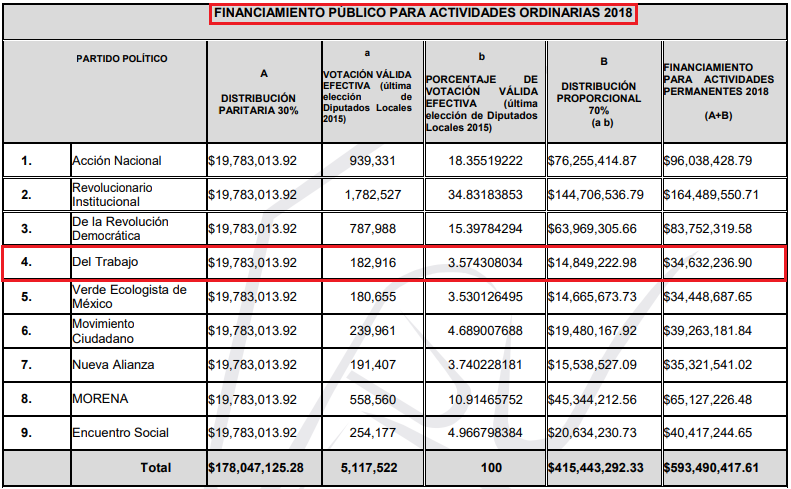 FINANCIAMIENTO PÚBLICO PARA ACTIVIDADES ORDINARIAS 2018
PARTIDO POLÍTICO
A
DISTRIBUCIÓN
PARITARIA 30%
a
VOTACIÓN VÁLIDA
EFECTIVA (última
elección de
Diputados Locales
2015)
b
PORCENTAJE DE
VOTACIÓN VÁLIDA
EFECTIVA (última
elección de Diputados
Locales 2015)
B
DISTRIBUCIÓN
PROPORCIONAL
70%
(a b)
FINANCIAMIENTO
PARA ACTIVIDADES
PERMANENTES 2018
(A+B)
1. Acción Nacional $19,783,013.92 939,331 18.35519222 $76,255,414.87 $96,038,428.79
2. Revolucionario
Institucional $19,783,013.92 1,782,527 34.83183853 $144,706,536.79 $164,489,550.71
3. De la Revolución
Democrática $19,783,013.92 787,988 15.39784294 $63,969,305.66 $83,752,319.58
4. Del Trabajo $19,783,013.92 182,916 3.574308034 $14,849,222.98 $34,632,236.90
5. Verde Ecologista de
México $19,783,013.92 180,655 3.530126495 $14,665,673.73 $34,448,687.65
6. Movimiento
Ciudadano $19,783,013.92 239,961 4.689007688 $19,480,167.92 $39,263,181.84
7. Nueva Alianza $19,783,013.92 191,407 3.740228181 $15,538,527.09 $35,321,541.02
8. MORENA $19,783,013.92 558,560 10.91465752 $45,344,212.56 $65,127,226.48
9. Encuentro Social $19,783,013.92 254,177 4.966798384 $20,634,230.73 $40,417,244.65
Total $178,047,125.28 5,117,522 100 $415,443,292.33 $593,490,417.61